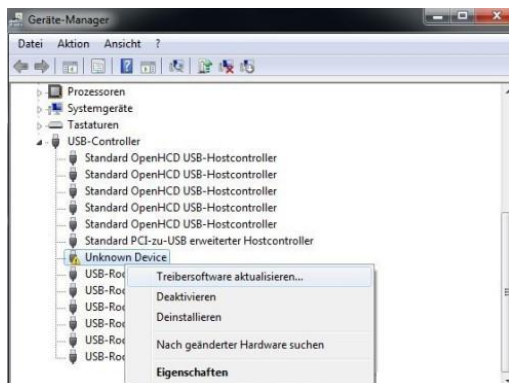 Geräte-Manager
Datei Aktion Ansicht ?
Prozessoren
Systemgeräte
Tastaturen
USB-Controller
Standard OpenHCD USB-Hostcontroller
Standard OpenHCD USB-Hostcontroller
Standard OpenHCD USB-Hostcontroller
Standard OpenHCD USB-Hostcontroller
Standard OpenHCD USB-Hostcontroller
Standard PCI-zu-USB erweiterter Hostcontroller
Unknown Device
USB-Roo
Treibersoftware aktualisieren...
USB-Roo
Deaktivieren
USB-Roo
Deinstallieren
USB-Roo
USB-Roo
Nach geänderter Hardware suchen
USB-Roo
Eigenschaften